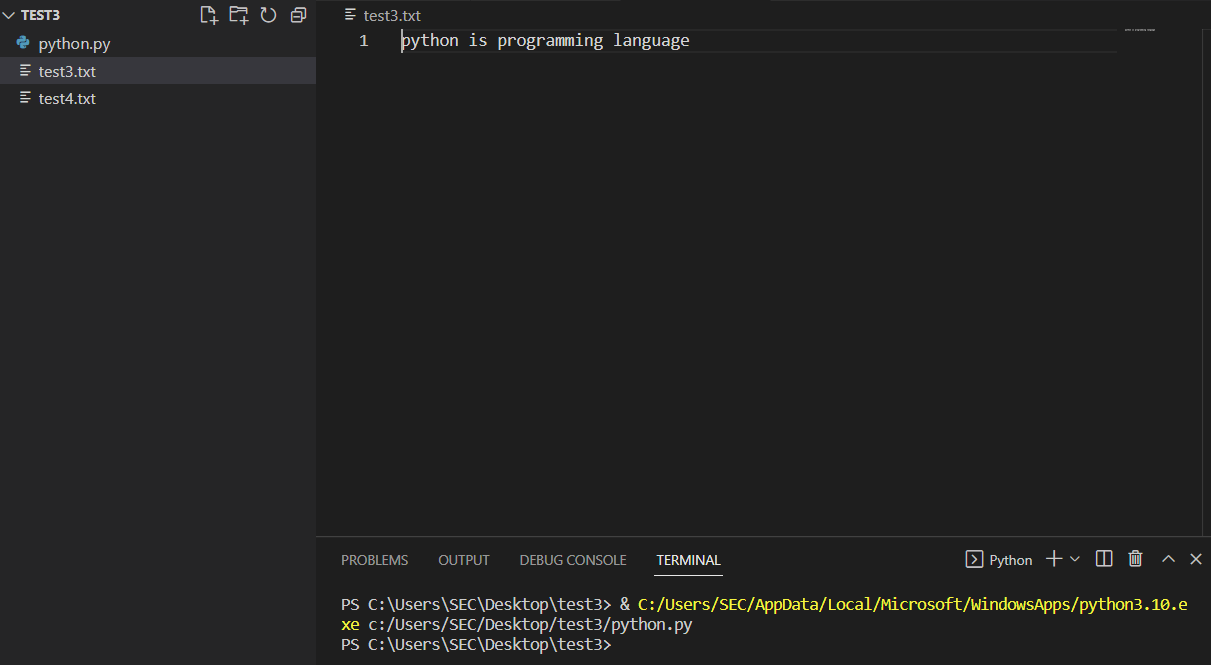 TEST3
python.py
test3.txt
test4.txt
test3.txt
1 python is programming language
PROBLEMS OUTPUT DEBUG CONSOLE TERMINAL Python
PS C:\Users\SEC\Desktop\test3> & C:/Users/SEC/AppData/Local/Microsoft/WindowsApps/python3.10.e
xe c:/Users/SEC/Desktop/test3/python.py
PS C:\Users\SEC\Desktop\test3>